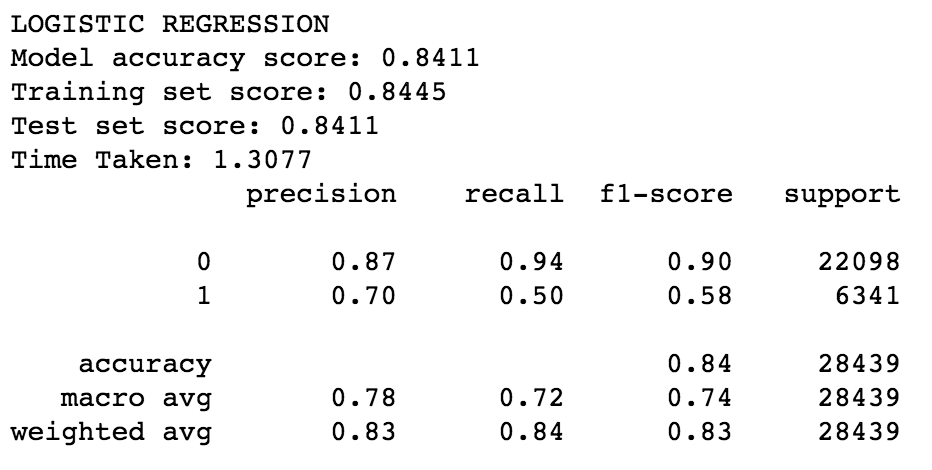 LOGISTIC REGRESSION
Model accuracy score: 0.8411
Training set score: 0.8445
Test set score: 0.8411
Time Taken: 1.3077
precision recall f1-score support
0 0.87 0.94 0.90 22098
1 0.70 0.50 0.58 6341
accuracy 0.84 28439
macro avg 0.78 0.72 0.74 28439
weighted avg 0.83 0.84 0.83 28439